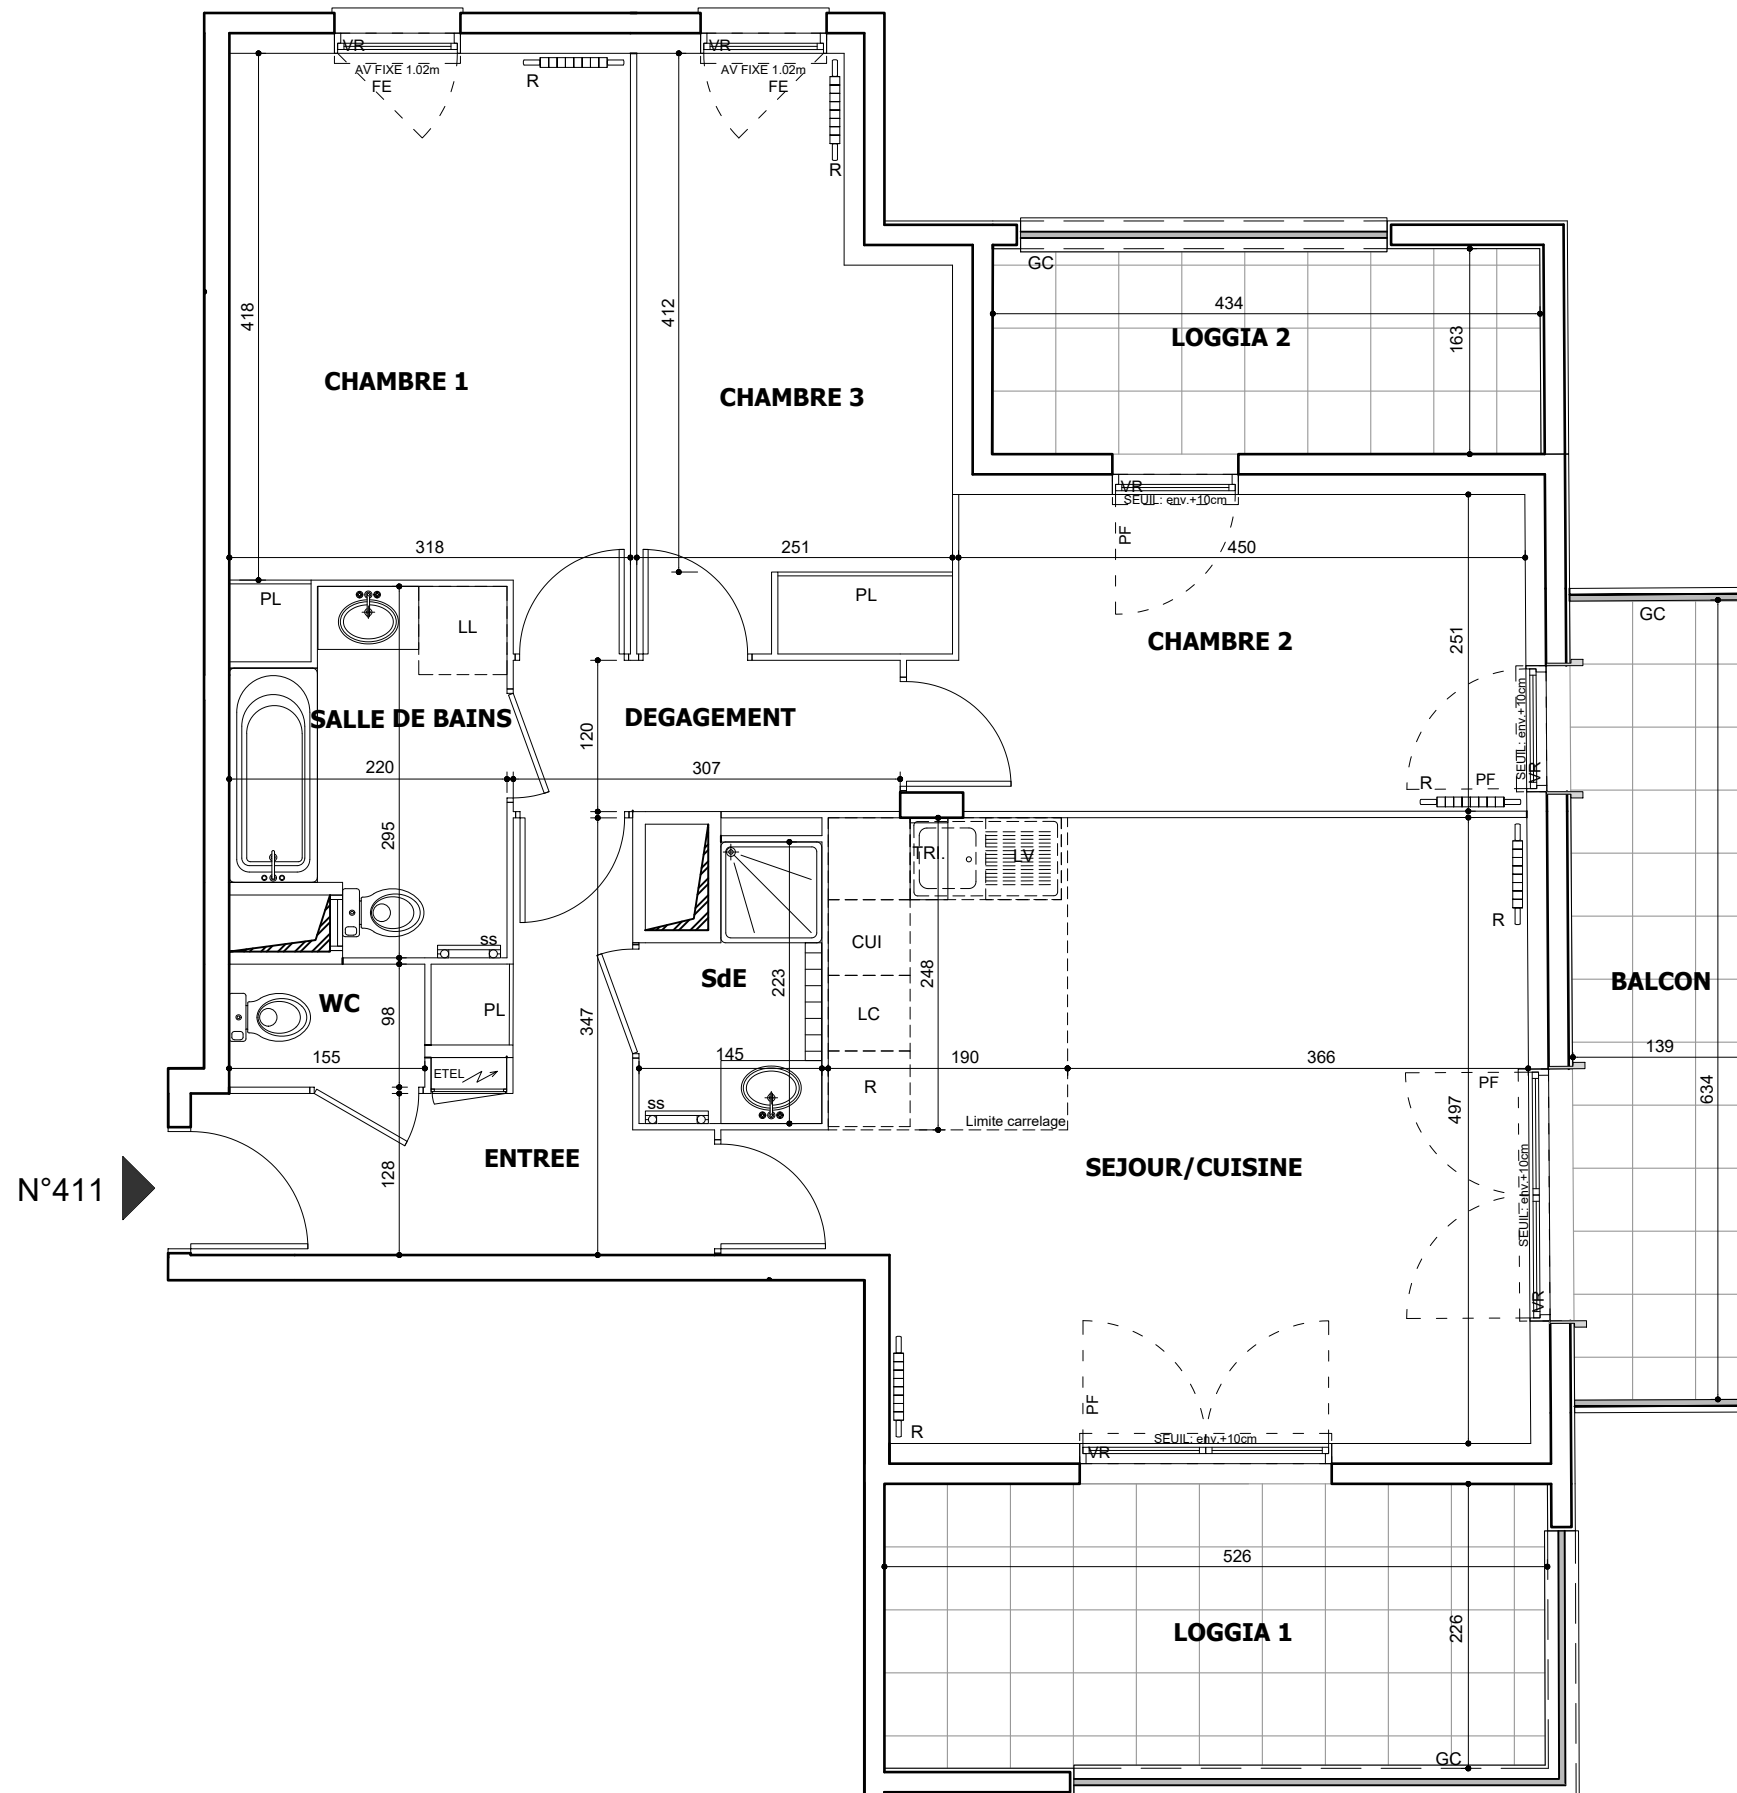 VR
AV FIXE 1.02m
FE
R
VR
AV FIXE 1.02m
FE
R
GC
434
LOGGIA 2
163
418
412
CHAMBRE 1
CHAMBRE 3
VR
SEUIL: env.+10cm
PF
318
251
450
PL
LL
PL
CHAMBRE 2
251
GC
SALLE DE BAINS
DEGAGEMENT
120
SEUIL: env.+10cm
VR
220
307
R
PF
295
TRI.
LV
R
ss
CUI
SdE
223
248
BALCON
WC
98
PL
347
LC
155
145
190
366
139
ETEL
R
PF
634
ss
Limite carrelage
497
ENTREE
128
SEJOUR/CUISINE
N°411
SEUIL: env.+10cm
VR
PF
R
SEUIL: env.+10cm
VR
526
LOGGIA 1
226
GC